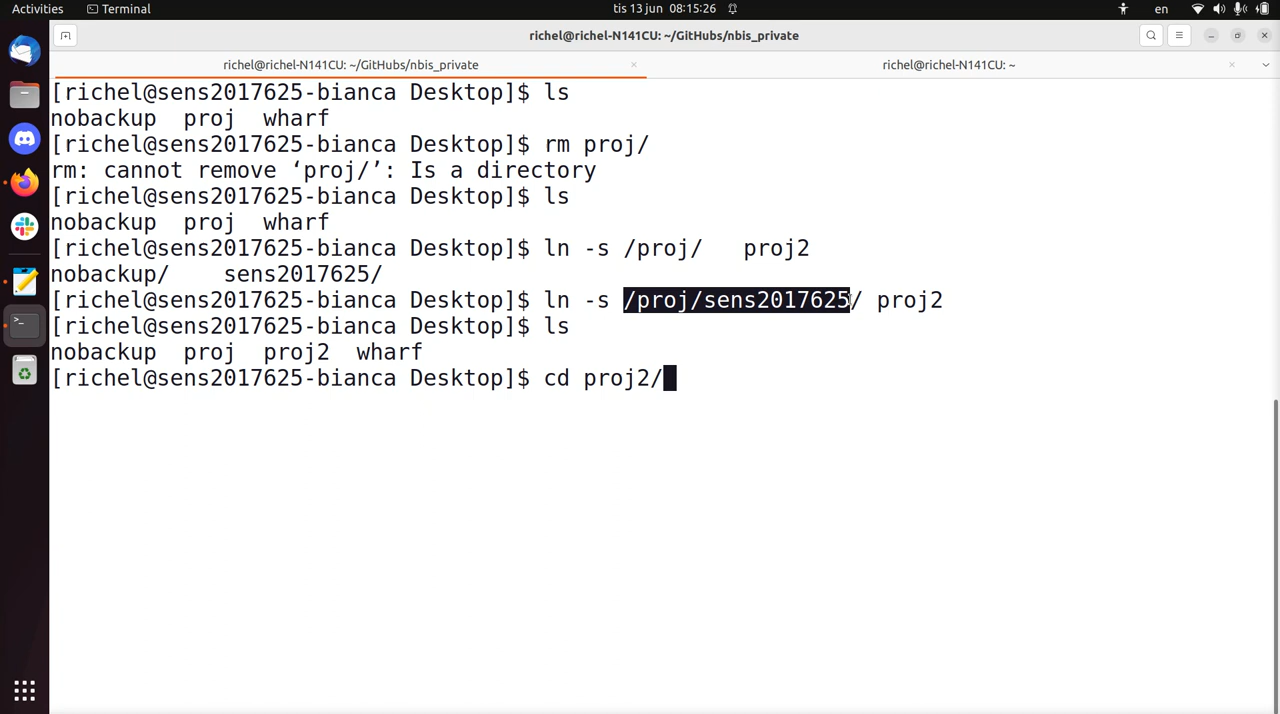 Activities Terminal tis 13 jun 08:15:26 en
richel@richel-N141CU: ~/GitHubs/nbis_private
richel@richel-N141CU: ~/GitHubs/nbis_private × richel@richel-N141CU: ~ ×
[richel@sens2017625-bianca Desktop]$ ls
nobackup  proj  wharf
[richel@sens2017625-bianca Desktop]$ rm proj/
rm: cannot remove ‘proj/’: Is a directory
[richel@sens2017625-bianca Desktop]$ ls
nobackup  proj  wharf
[richel@sens2017625-bianca Desktop]$ ln -s /proj/   proj2
nobackup/    sens2017625/
[richel@sens2017625-bianca Desktop]$ ln -s /proj/sens2017625/ proj2
[richel@sens2017625-bianca Desktop]$ ls
nobackup  proj  proj2  wharf
[richel@sens2017625-bianca Desktop]$ cd proj2/